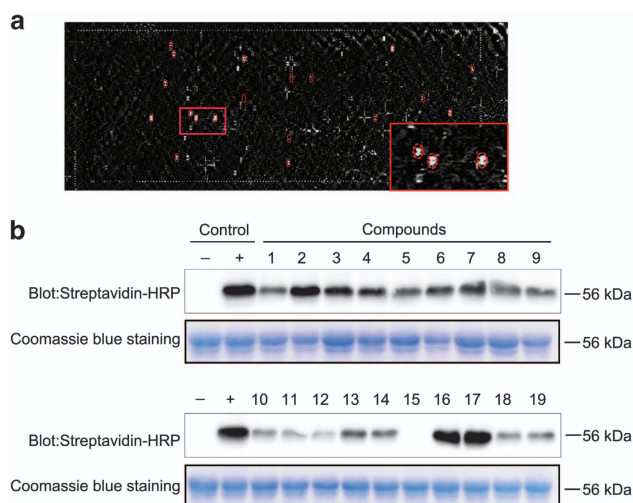 a
b
Control Compounds
– + 1 2 3 4 5 6 7 8 9
Blot:Streptavidin-HRP — 56 kDa
Coomassie blue staining — 56 kDa
– + 10 11 12 13 14 15 16 17 18 19
Blot:Streptavidin-HRP — 56 kDa
Coomassie blue staining — 56 kDa